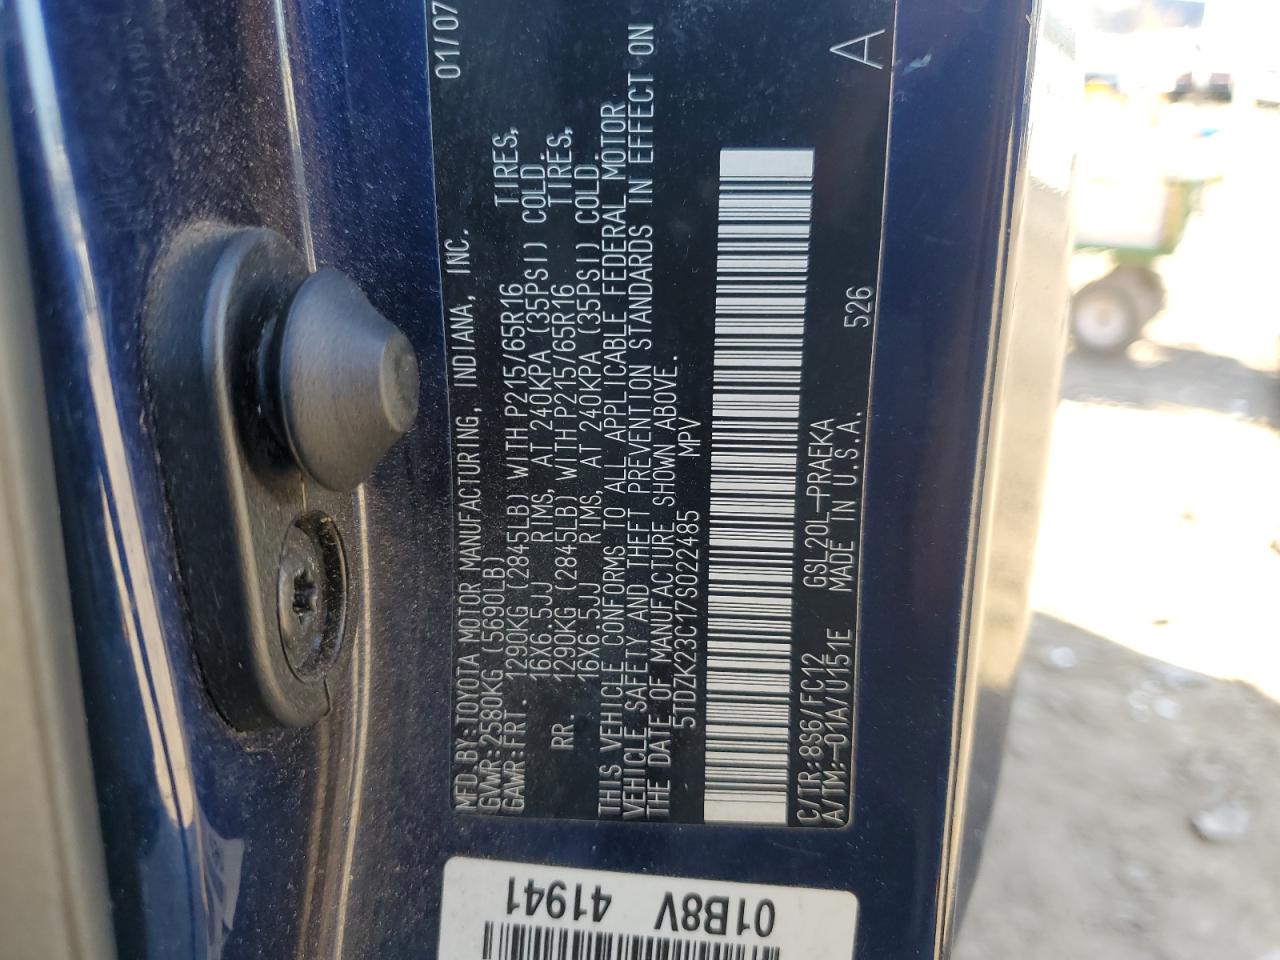 MFD.BY:TOYOTA MOTOR MANUFACTURING, INDIANA, INC. 01/07
GVWR:2580KG (5690LB)
GAWR:FRT. 1290KG (2845LB) WITH P215/65R16 TIRES,
16X6.5JJ RIMS, AT 240KPA (35PSI) COLD.
RR. 1290KG (2845LB) WITH P215/65R16 TIRES,
16X6.5JJ RIMS, AT 240KPA (35PSI) COLD.
THIS VEHICLE CONFORMS TO ALL APPLICABLE FEDERAL MOTOR
VEHICLE SAFETY AND THEFT PREVENTION STANDARDS IN EFFECT ON
THE DATE OF MANUFACTURE SHOWN ABOVE.
5TDZK23C17S022485 MPV
C/TR:8S6/FC12 GSL20L-PRAEKA A
A/TM:-01A/U151E MADE IN U.S.A. 526
01B8V
41941